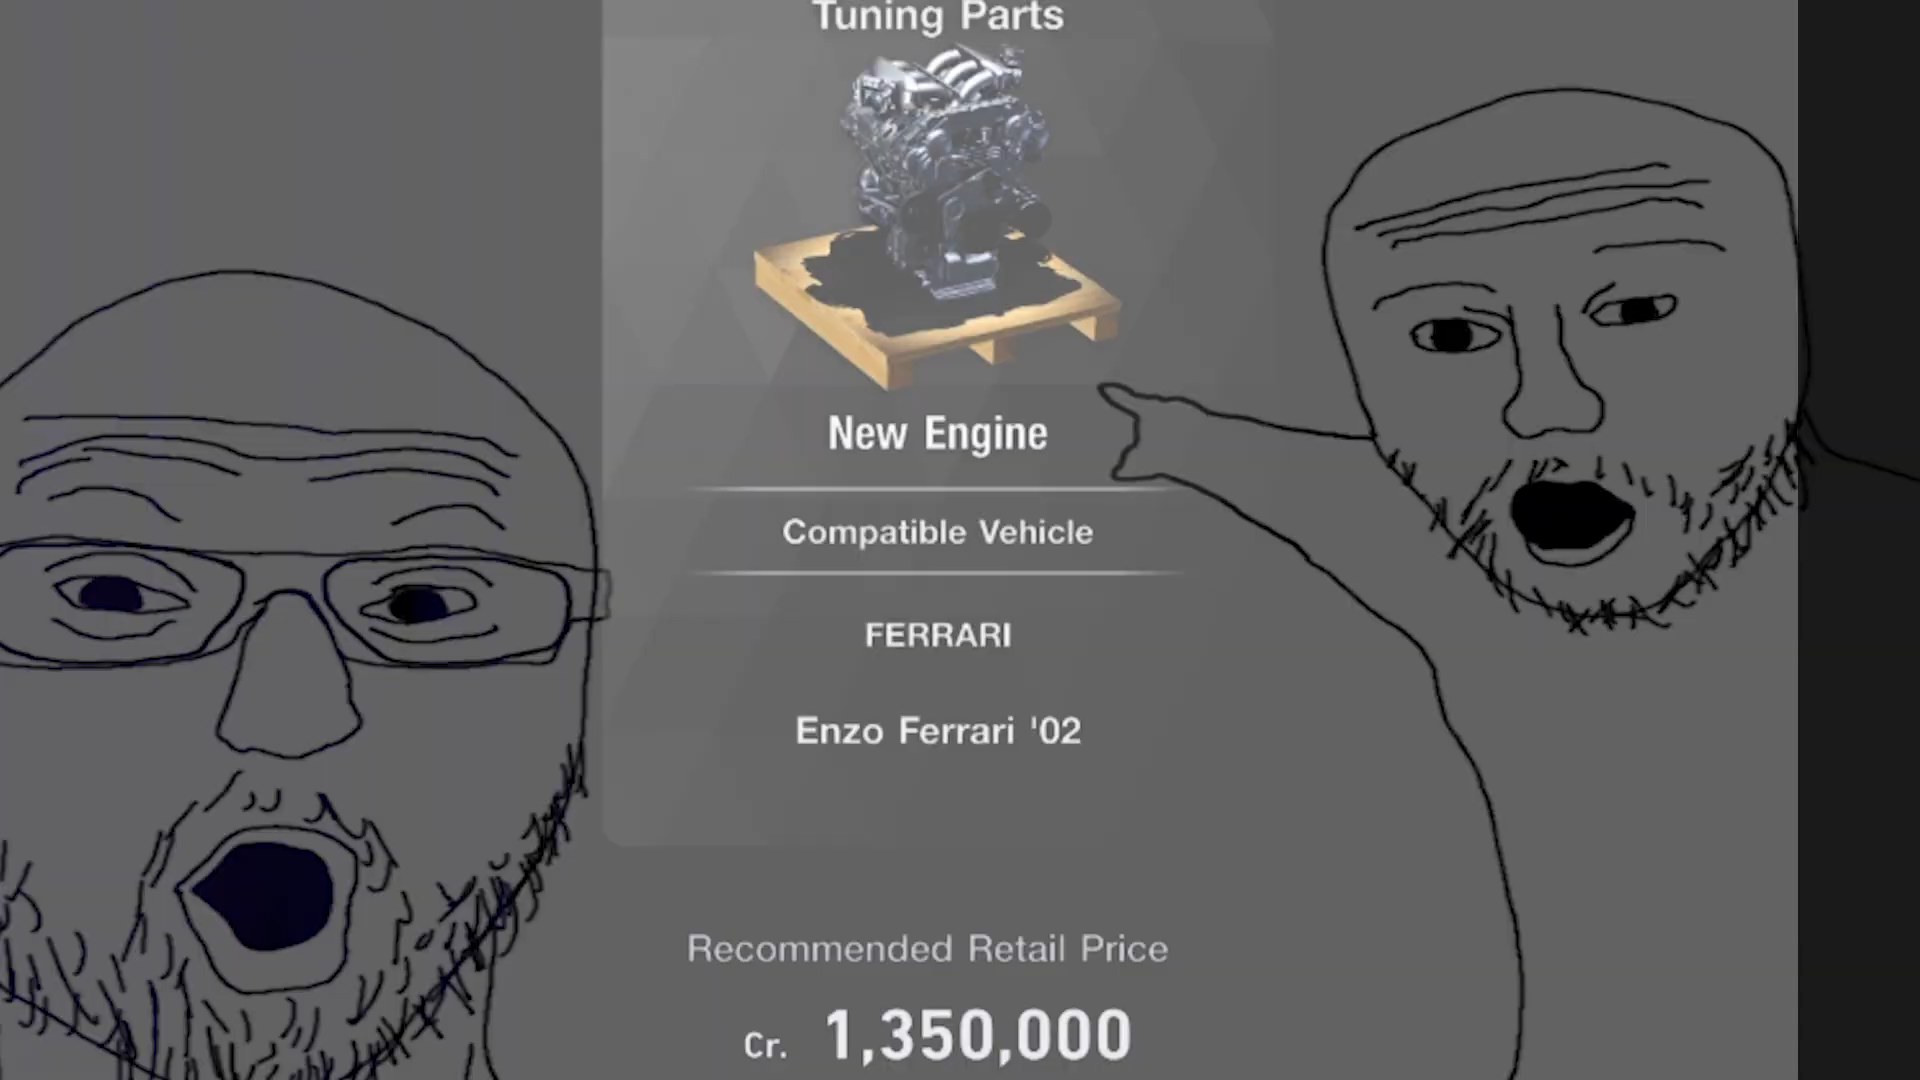 Tuning Parts
New Engine
Compatible Vehicle
FERRARI
Enzo Ferrari '02
Recommended Retail Price
Cr. 1,350,000